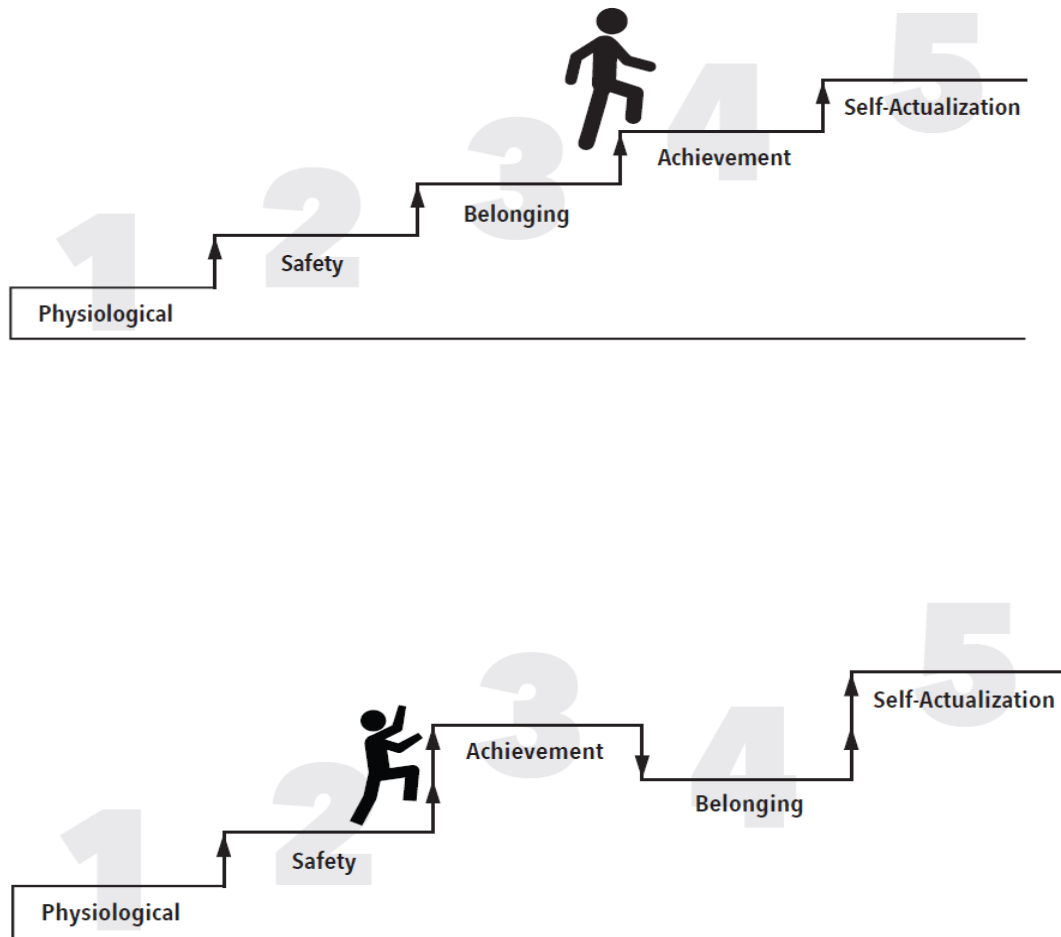 5
Self-Actualization
4
Achievement
3
Belonging
2
Safety
1
Physiological
5
Self-Actualization
3
Achievement
4
Belonging
2
Safety
1
Physiological